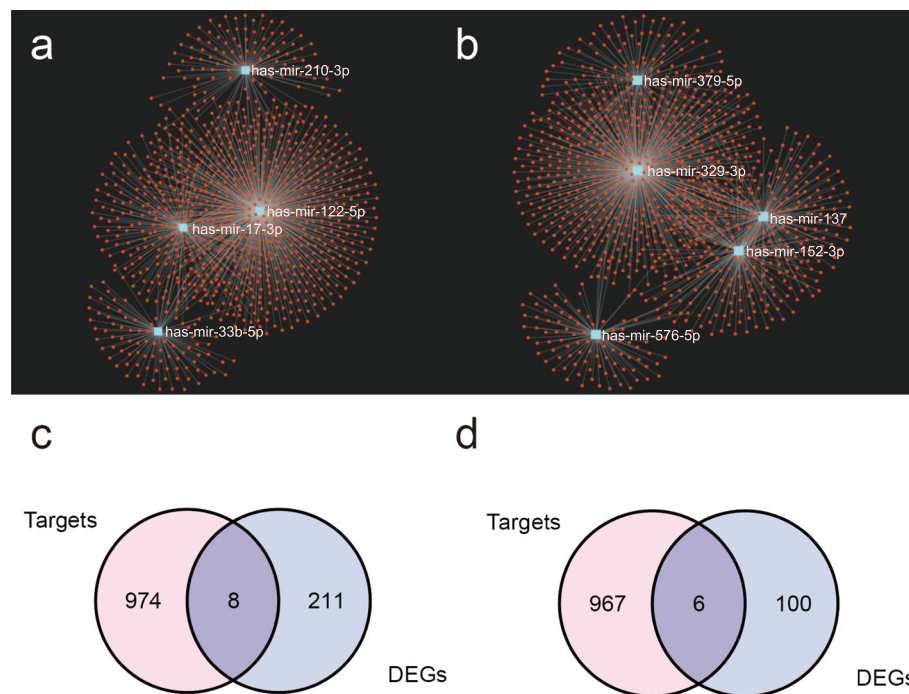 a
has-mir-210-3p
has-mir-122-5p
has-mir-17-3p
has-mir-33b-5p
b
has-mir-379-5p
has-mir-329-3p
has-mir-137
has-mir-152-3p
has-mir-576-5p
c
Targets
974
8
211
DEGs
d
Targets
967
6
100
DEGs